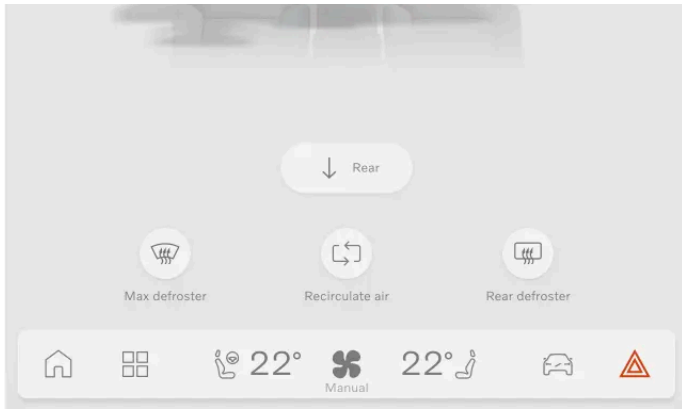 Rear
Max defroster
Recirculate air
Rear defroster
22°
22°
Manual